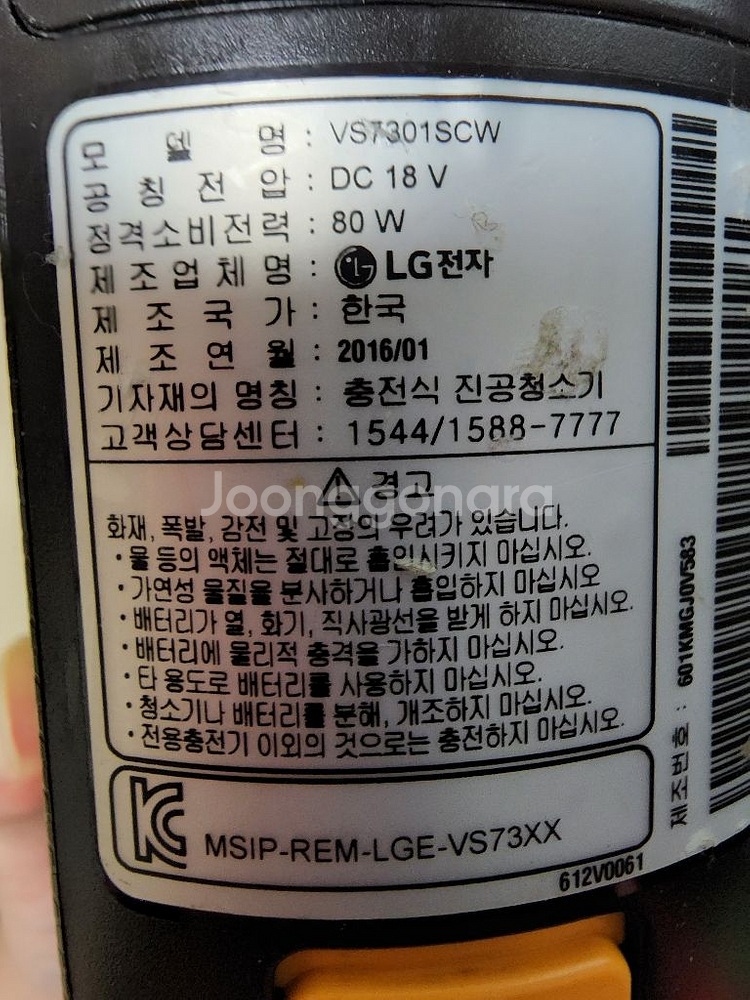 모델명 : VS7301SCW
공칭전압 : DC 18 V
정격소비전력 : 80 W
제조업체명 : LG전자
제조국가 : 한국
제조연월 : 2016/01
기자재의 명칭 : 충전식 진공청소기
고객상담센터 : 1544/1588-7777
⚠ 경고
Joonggonara
화재, 폭발, 감전 및 고장의 우려가 있습니다.
·물 등의 액체는 절대로 흡입시키지 마십시오.
·가연성 물질을 분사하거나 흡입하지 마십시오
·배터리가 열, 화기, 직사광선을 받게 하지 마십시오.
·배터리에 물리적 충격을 가하지 마십시오.
·타 용도로 배터리를 사용하지 마십시오.
·청소기나 배터리를 분해, 개조하지 마십시오.
·전용충전기 이외의 것으로는 충전하지 마십시오.
MSIP-REM-LGE-VS73XX
612V0061
제조번호 : 601KMGJ0V583